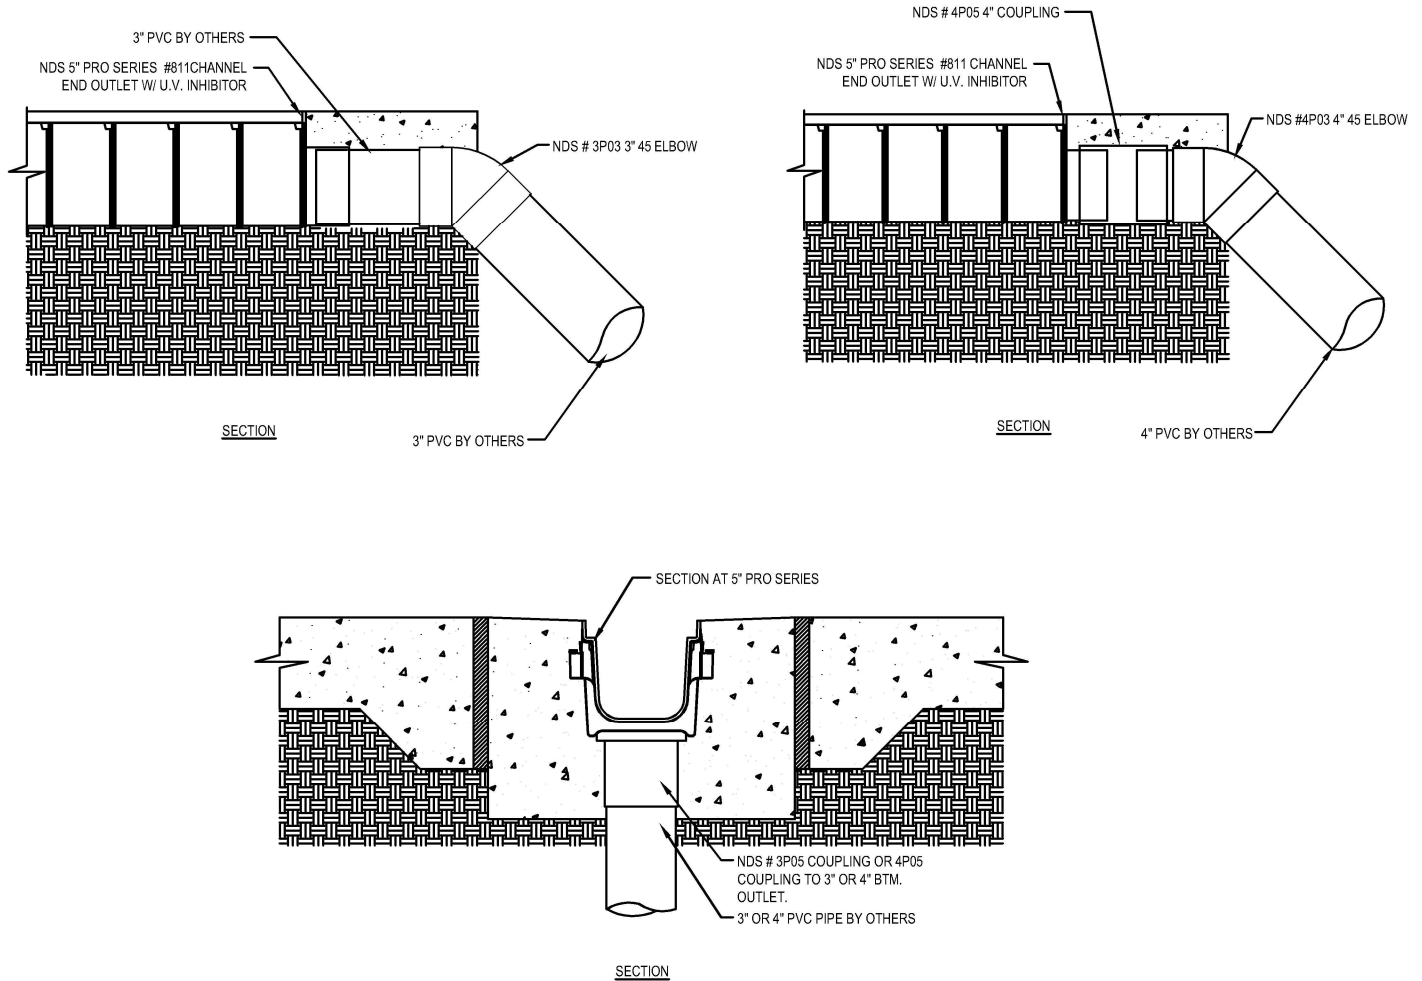 3" PVC BY OTHERS
NDS 5" PRO SERIES #811CHANNEL
END OUTLET W/ U.V. INHIBITOR
NDS # 3P03 3" 45 ELBOW
3" PVC BY OTHERS
SECTION
NDS # 4P05 4" COUPLING
NDS 5" PRO SERIES #811 CHANNEL
END OUTLET W/ U.V. INHIBITOR
NDS #4P03 4" 45 ELBOW
4" PVC BY OTHERS
SECTION
SECTION AT 5" PRO SERIES
NDS # 3P05 COUPLING OR 4P05
COUPLING TO 3" OR 4" BTM.
OUTLET.
3" OR 4" PVC PIPE BY OTHERS
SECTION